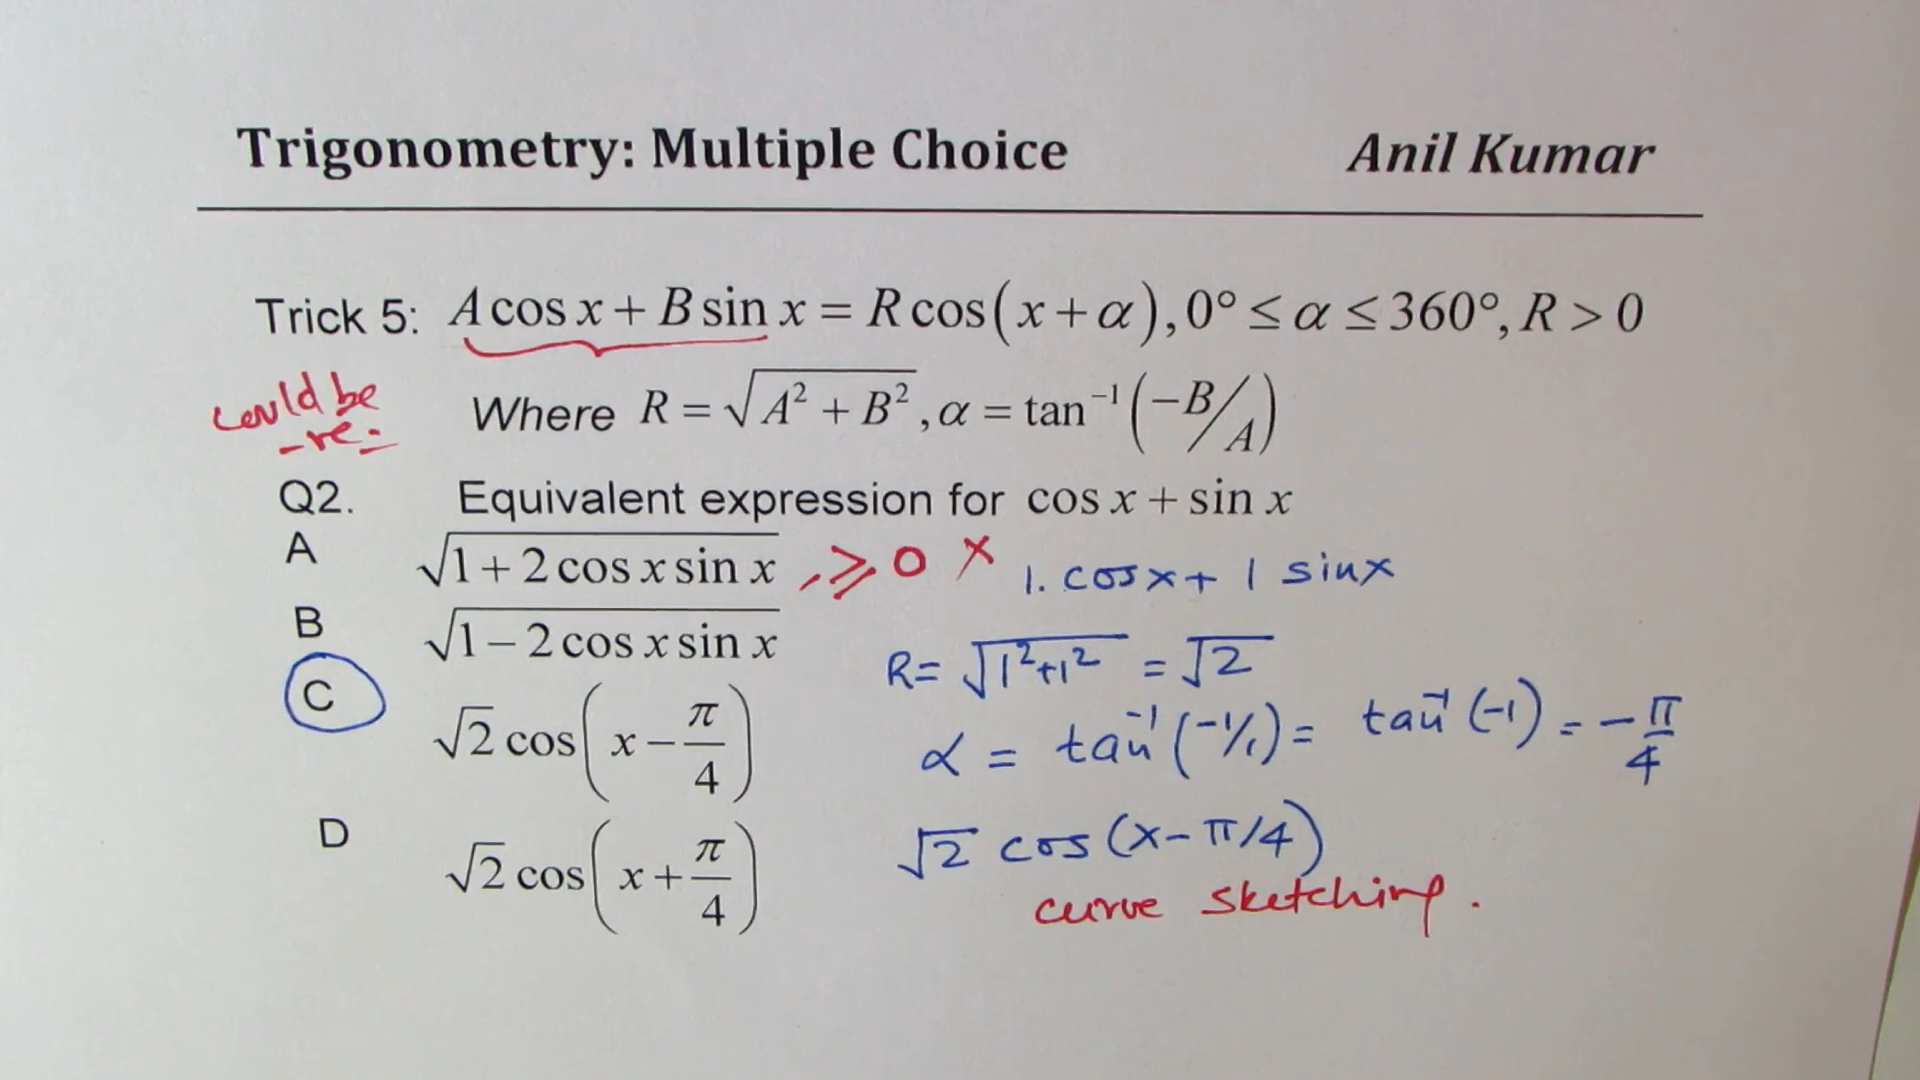 Trigonometry: Multiple Choice Anil Kumar
Trick 5: A cos x + B sin x = R cos(x + α), 0° ≤ α ≤ 360°, R > 0
could be
-ve.
Where R = √(A² + B²), α = tan⁻¹(−B/A)
Q2. Equivalent expression for cos x + sin x
A √(1 + 2 cos x sin x) , ≥ 0 ×
1. cosx + 1 sinx
B √(1 − 2 cos x sin x)
R = √(1²+1²) = √2
C √2 cos(x − π/4)
α = tan⁻¹(-1/1) = tan⁻¹(-1) = -π/4
D √2 cos(x + π/4)
√2 cos(x-π/4)
curve sketching.